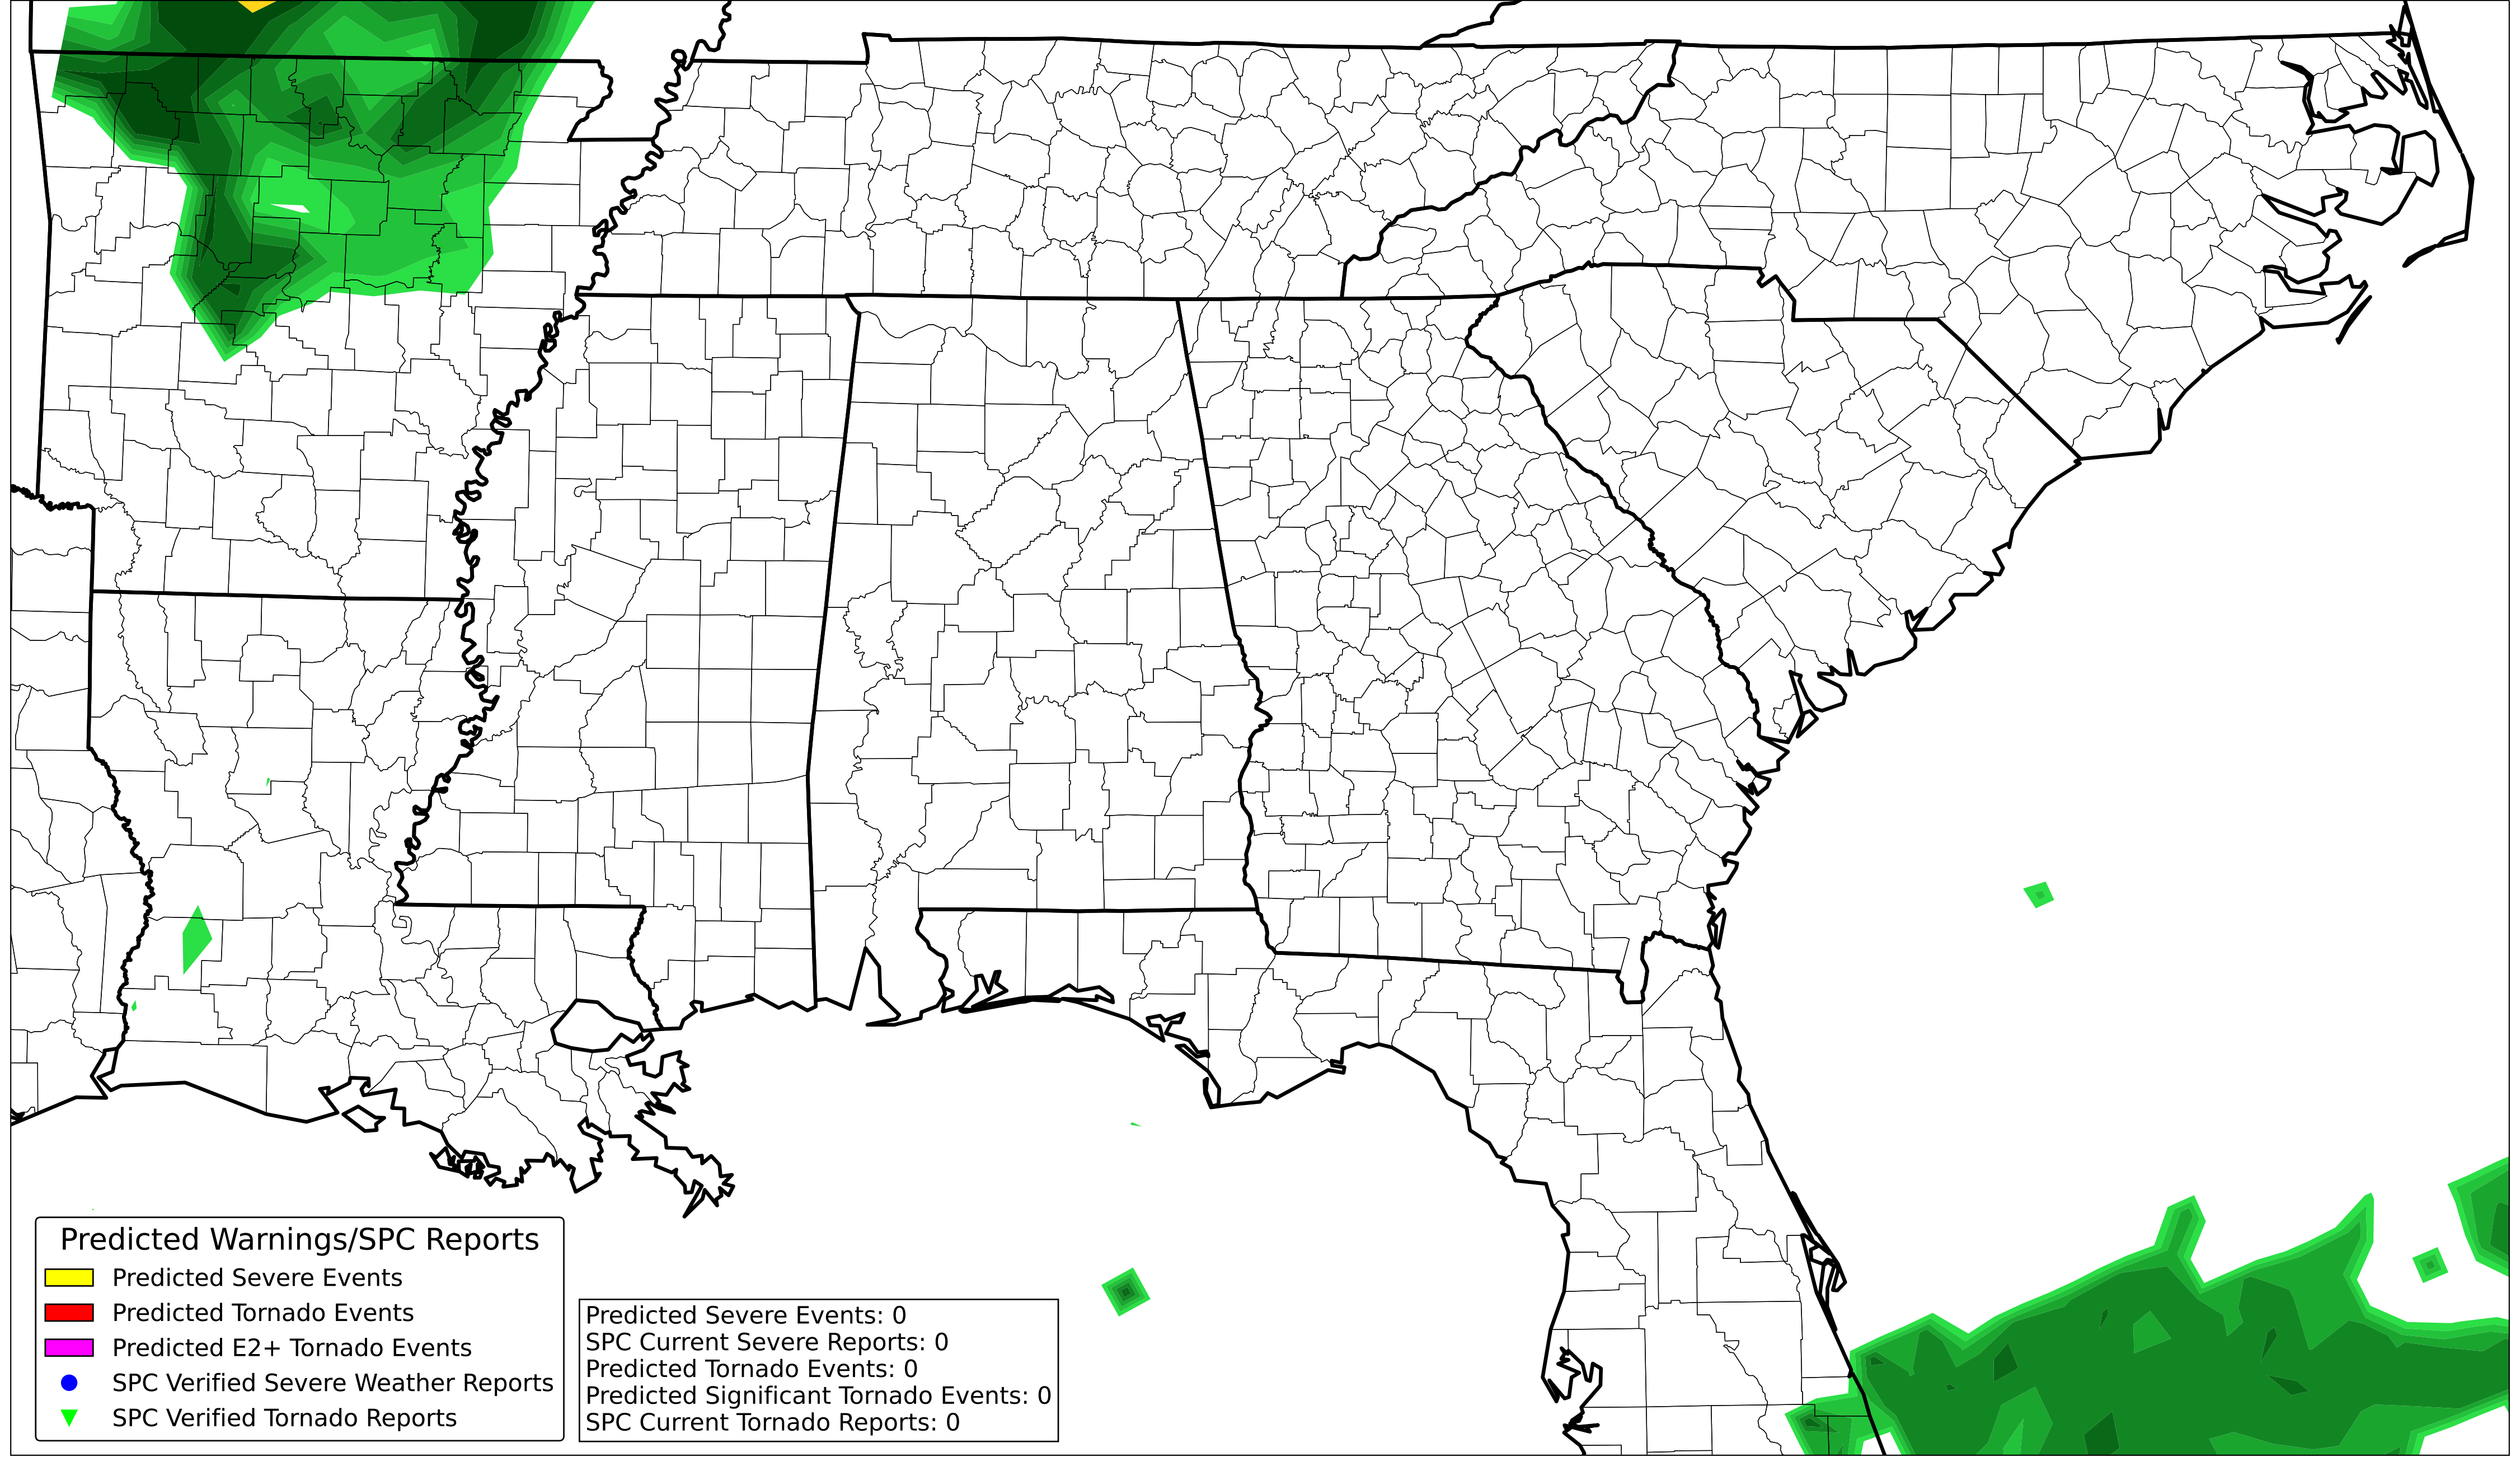 Predicted Warnings/SPC Reports
Predicted Severe Events
Predicted Tornado Events
Predicted E2+ Tornado Events
SPC Verified Severe Weather Reports
SPC Verified Tornado Reports
Predicted Severe Events: 0
SPC Current Severe Reports: 0
Predicted Tornado Events: 0
Predicted Significant Tornado Events: 0
SPC Current Tornado Reports: 0